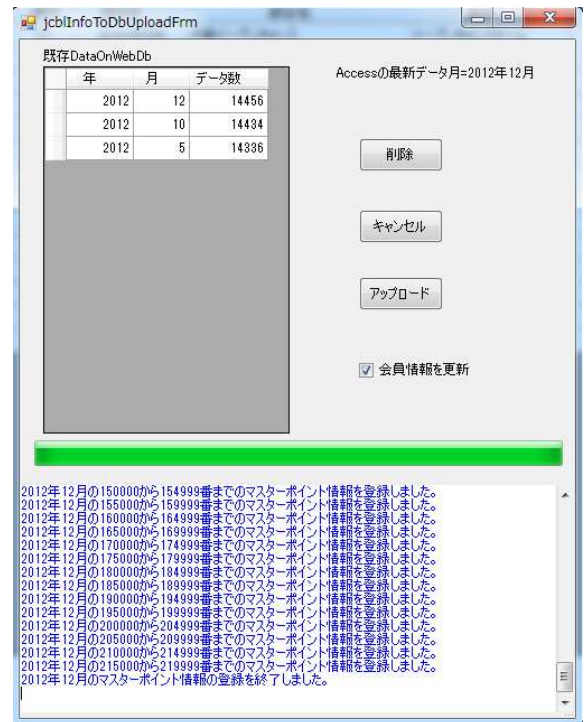 jcblInfoToDbUploadFrm
既存DataOnWebDb
年 月 データ数
2012 12 14456
2012 10 14434
2012 5 14336
Accessの最新データ月=2012年12月
削除
キャンセル
アップロード
会員情報を更新
2012年12月の150000から154999番までのマスターポイント情報を登録しました。
2012年12月の155000から159999番までのマスターポイント情報を登録しました。
2012年12月の160000から164999番までのマスターポイント情報を登録しました。
2012年12月の165000から169999番までのマスターポイント情報を登録しました。
2012年12月の170000から174999番までのマスターポイント情報を登録しました。
2012年12月の175000から179999番までのマスターポイント情報を登録しました。
2012年12月の180000から184999番までのマスターポイント情報を登録しました。
2012年12月の185000から189999番までのマスターポイント情報を登録しました。
2012年12月の190000から194999番までのマスターポイント情報を登録しました。
2012年12月の195000から199999番までのマスターポイント情報を登録しました。
2012年12月の200000から204999番までのマスターポイント情報を登録しました。
2012年12月の205000から209999番までのマスターポイント情報を登録しました。
2012年12月の210000から214999番までのマスターポイント情報を登録しました。
2012年12月の215000から219999番までのマスターポイント情報を登録しました。
2012年12月のマスターポイント情報の登録を終了しました。